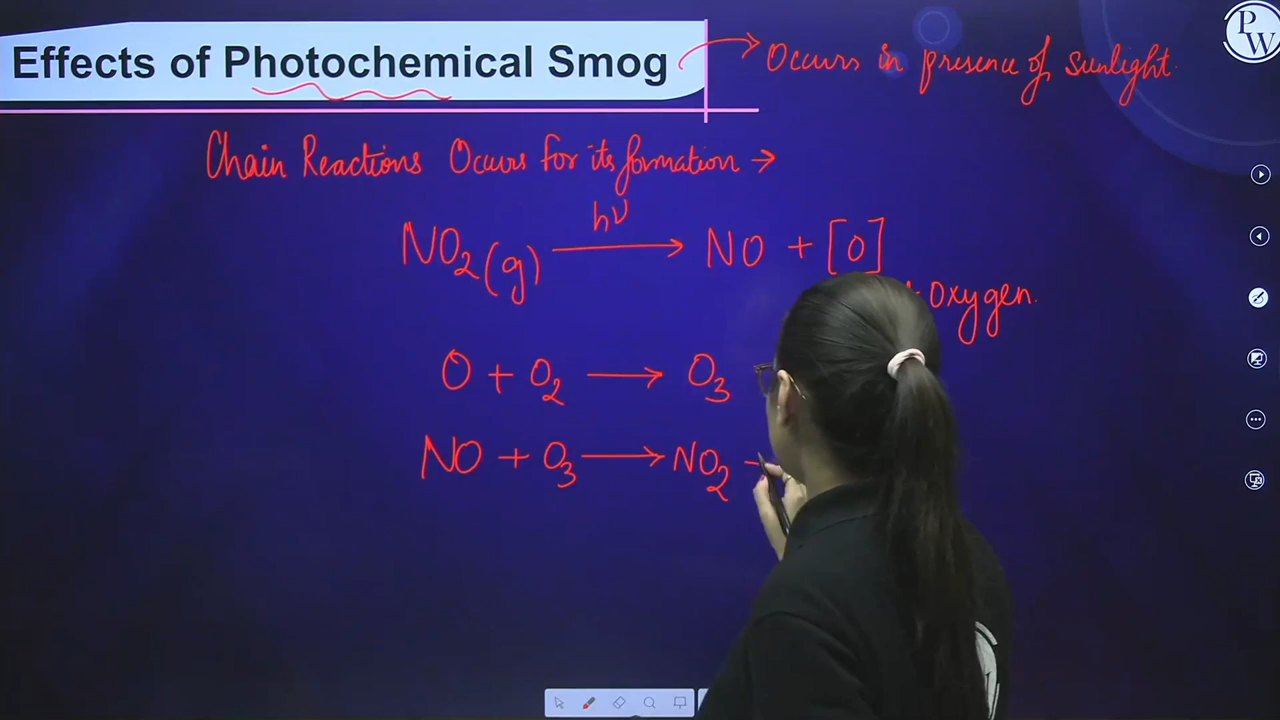 Effects of Photochemical Smog → Occurs in presence of sunlight.
PW
Chain Reactions Occurs for its formation →
NO₂(g) —hν→ NO + [O]
Oxygen.
O + O₂ → O₃
NO + O₃ → NO₂